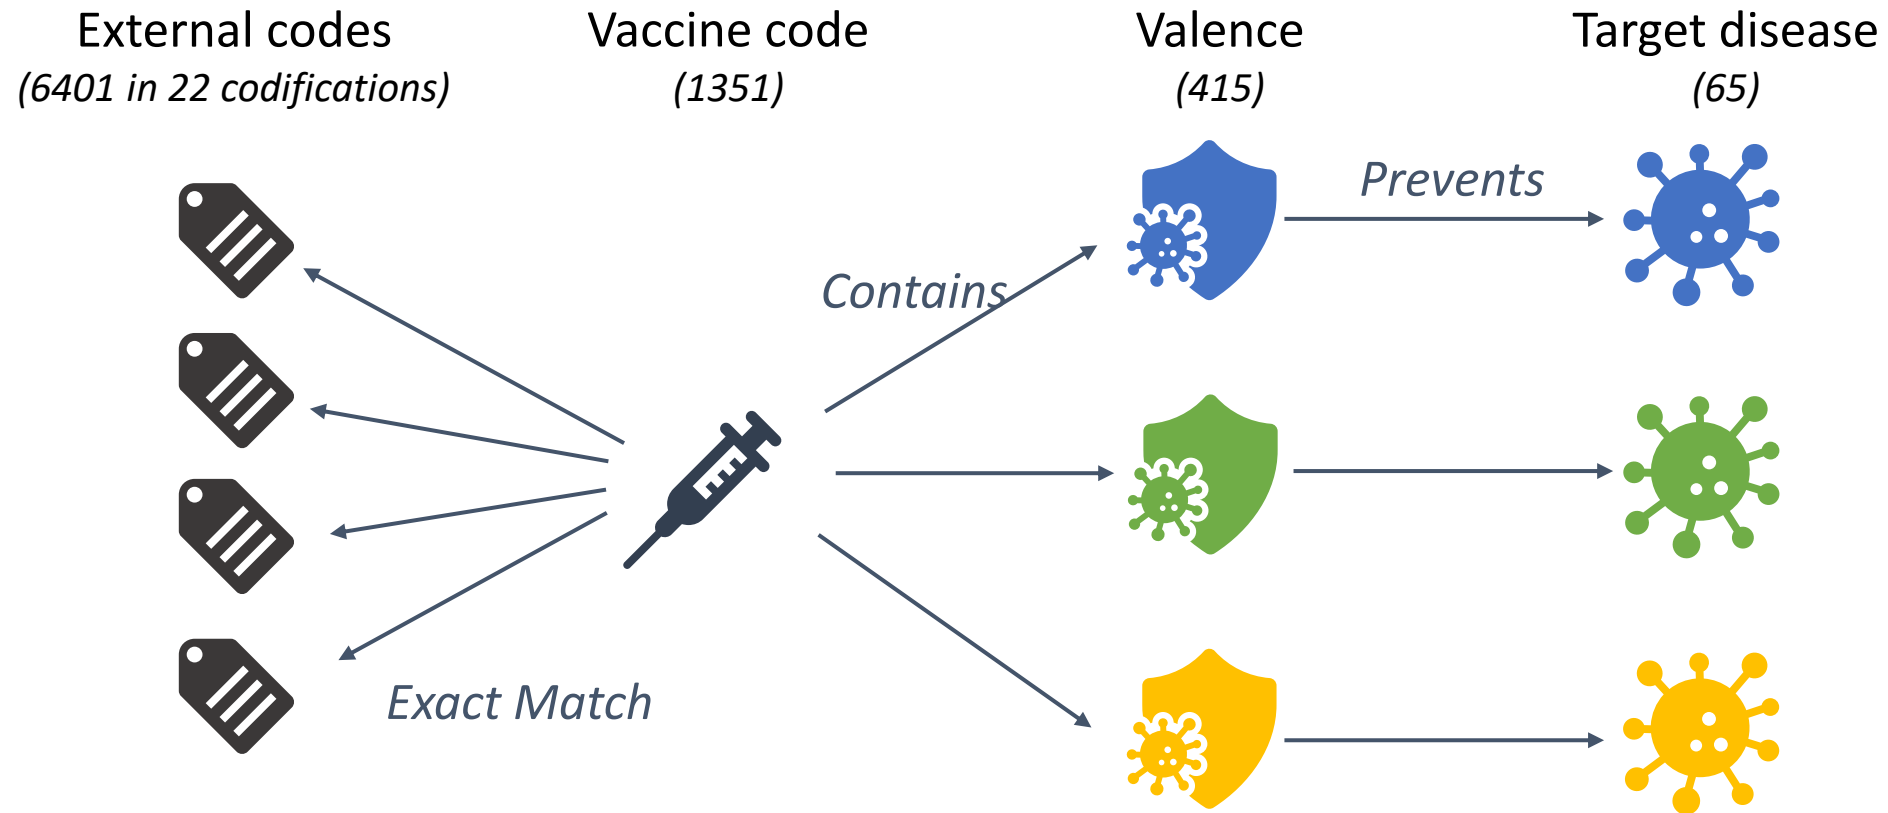 External codes
(6401 in 22 codifications)
Vaccine code
(1351)
Valence
(415)
Target disease
(65)
Prevents
Contains
Exact Match